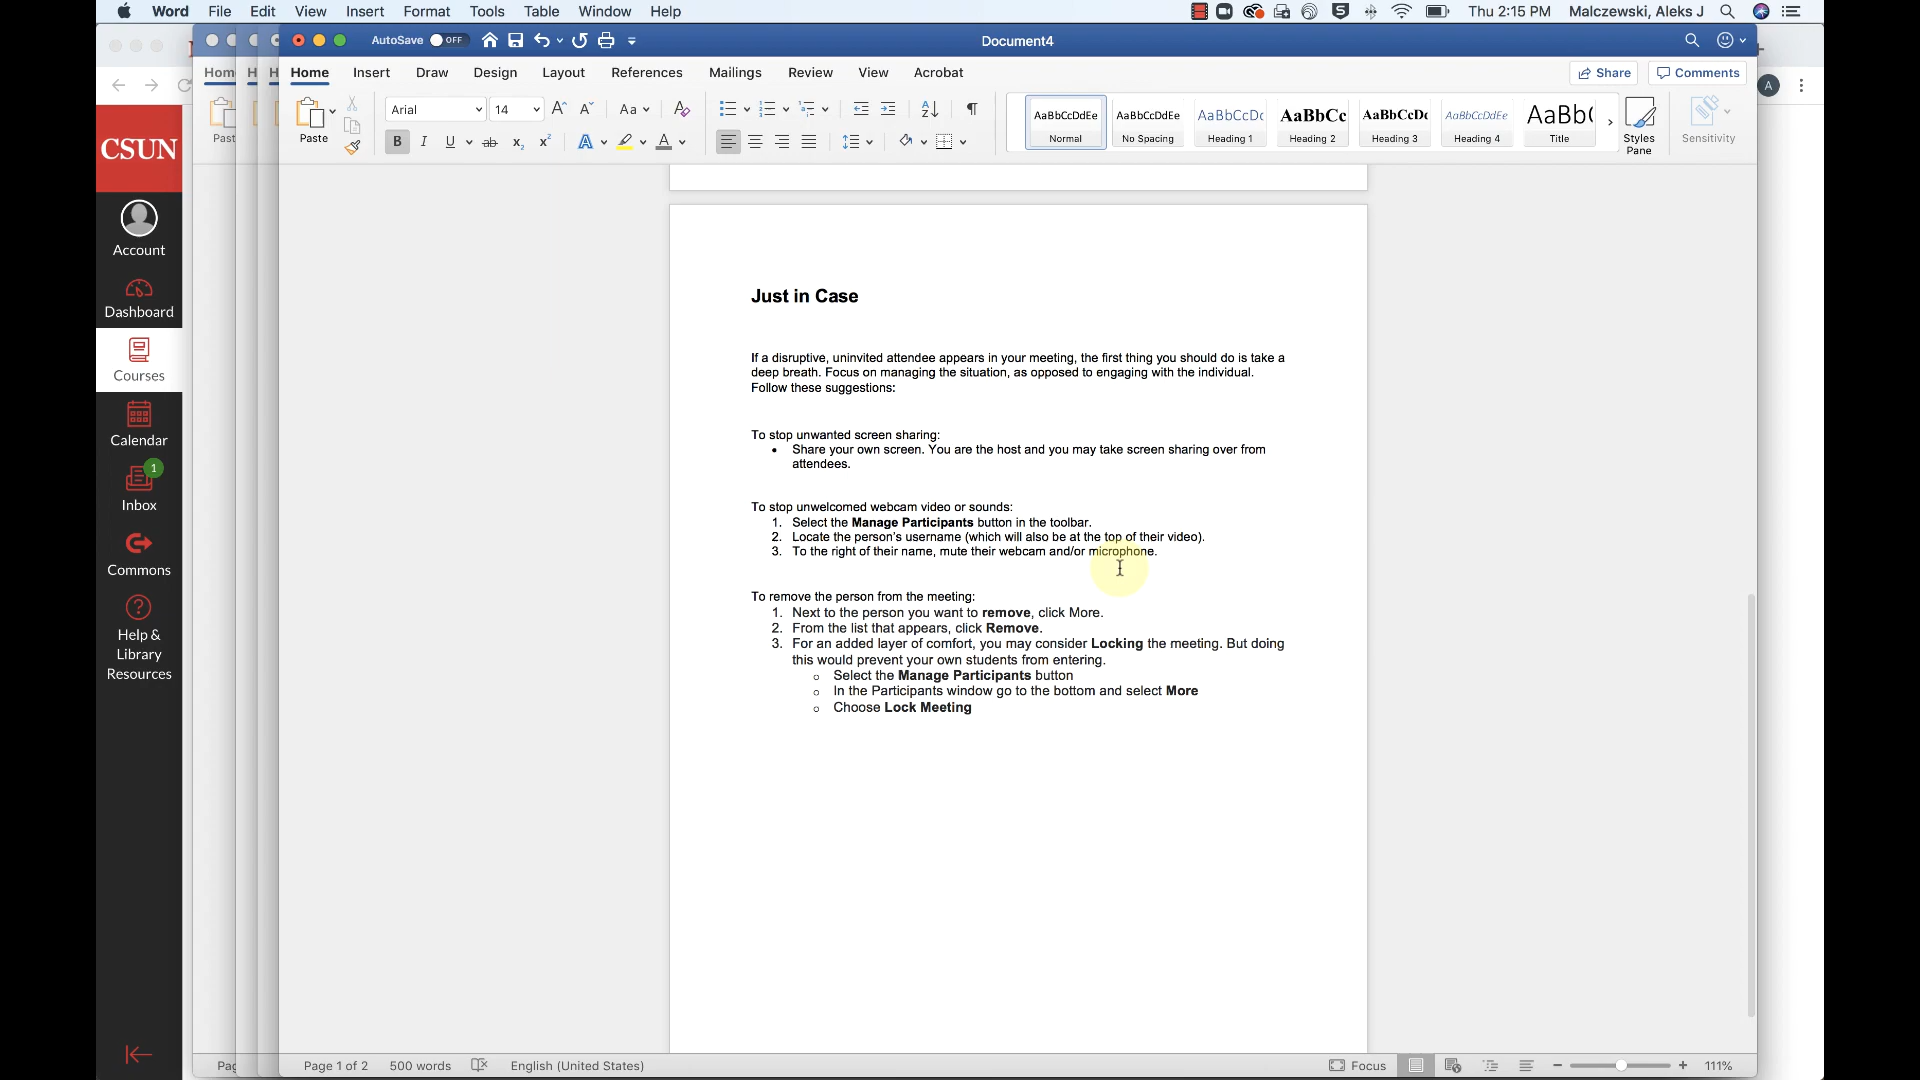 Word File Edit View Insert Format Tools Table Window Help Thu 2:15 PM Malczewski, Aleks J
AutoSave OFF Document4
Home Insert Draw Design Layout References Mailings Review View Acrobat Share Comments
Paste Arial 14 Normal No Spacing Heading 1 Heading 2 Heading 3 Heading 4 Title Styles Pane Sensitivity
CSUN
Account
Dashboard
Courses
Calendar
1
Inbox
Commons
Help &
Library
Resources
Just in Case
If a disruptive, uninvited attendee appears in your meeting, the first thing you should do is take a
deep breath. Focus on managing the situation, as opposed to engaging with the individual.
Follow these suggestions:
To stop unwanted screen sharing:
• Share your own screen. You are the host and you may take screen sharing over from
attendees.
To stop unwelcomed webcam video or sounds:
1. Select the Manage Participants button in the toolbar.
2. Locate the person's username (which will also be at the top of their video).
3. To the right of their name, mute their webcam and/or microphone.
To remove the person from the meeting:
1. Next to the person you want to remove, click More.
2. From the list that appears, click Remove.
3. For an added layer of comfort, you may consider Locking the meeting. But doing
this would prevent your own students from entering.
o Select the Manage Participants button
o In the Participants window go to the bottom and select More
o Choose Lock Meeting
Page 1 of 2 500 words English (United States) Focus 111%